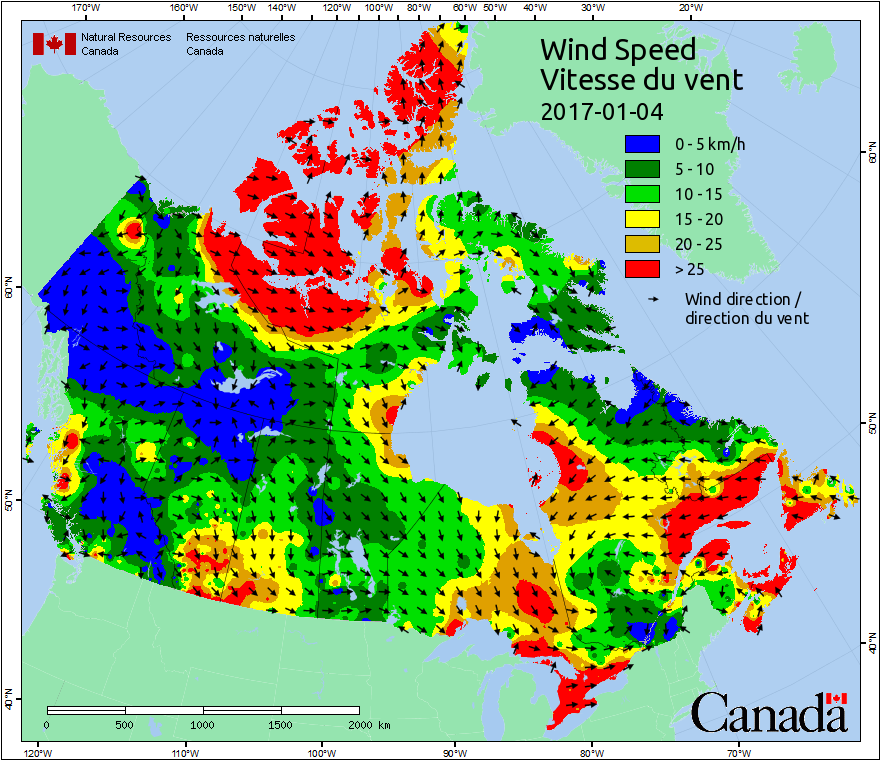 170°W 160°W 150°W 140°W 120°W 100°W 80°W 60°W 50°W 40°W 30°W 20°W
Natural Resources Ressources naturelles
Canada Canada
Wind Speed
Vitesse du vent
2017-01-04
0 - 5 km/h
5 - 10
10 - 15
15 - 20
20 - 25
> 25
Wind direction /
direction du vent
60°N
60°N
50°N
50°N
40°N
40°N
0 500 1000 1500 2000 km
Canada
120°W 110°W 100°W 90°W 80°W 70°W